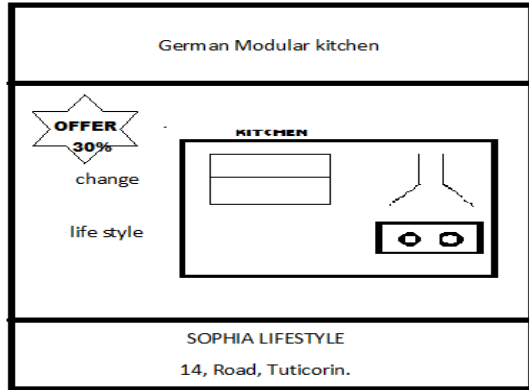 German Modular kitchen
OFFER
30%
change
life style
KITCHEN
SOPHIA LIFESTYLE
14, Road, Tuticorin.